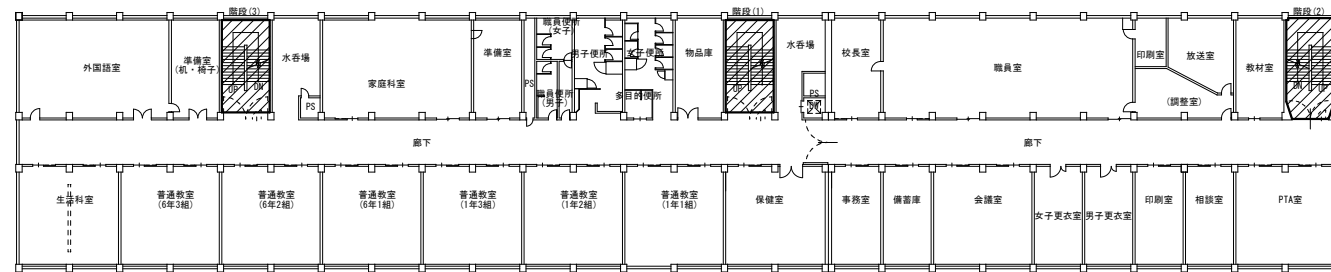 階段(3)
階段(1)
階段(2)
外国語室
準備室
(机・椅子)
UP
DN
水呑場
PS
家庭科室
準備室
PS
職員便所
(女子)
職員便所
(男子)
男子便所
女子便所
多目的便所
物品庫
UP
水呑場
PS
校長室
職員室
印刷室
放送室
(調整室)
教材室
DN
UP
廊下
廊下
生活科室
普通教室
(6年3組)
普通教室
(6年2組)
普通教室
(6年1組)
普通教室
(1年3組)
普通教室
(1年2組)
普通教室
(1年1組)
保健室
事務室
備蓄庫
会議室
女子更衣室
男子更衣室
印刷室
相談室
PTA室